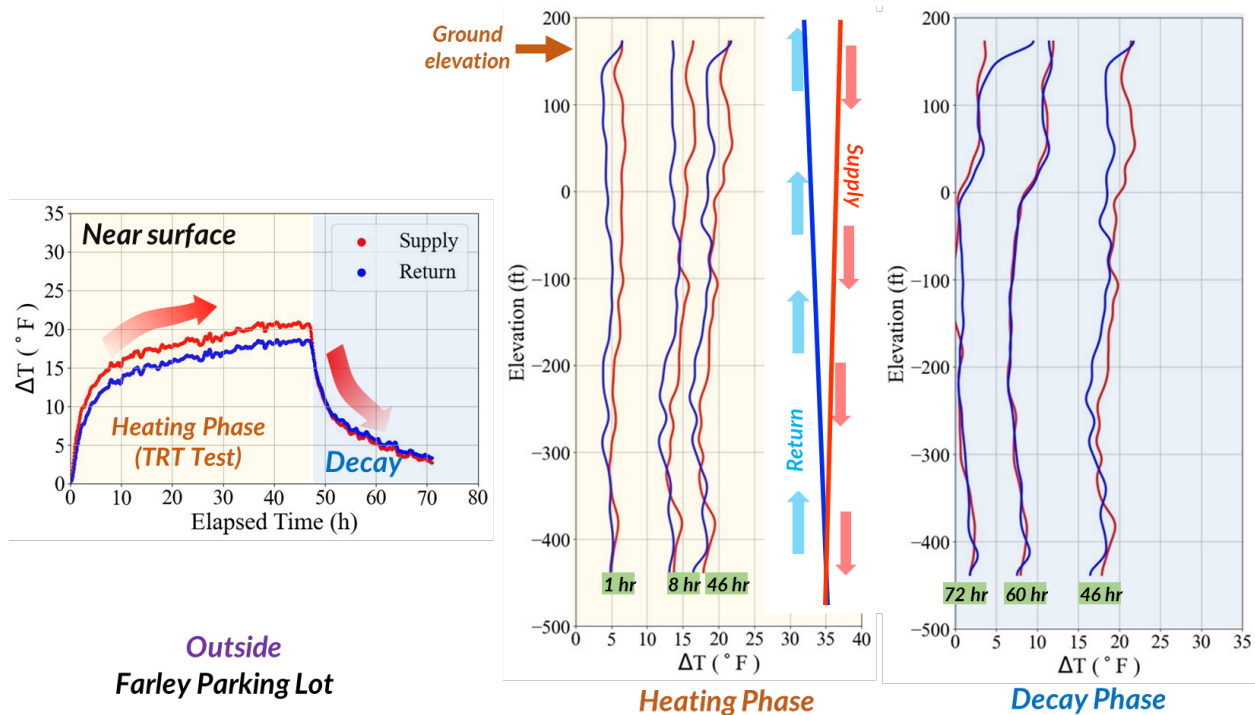 Ground
elevation
35
30
25
20
15
10
5
0
ΔT ( ° F )
Near surface
Supply
Return
Heating Phase
(TRT Test)
Decay
0 10 20 30 40 50 60 70 80
Elapsed Time (h)
Outside
Farley Parking Lot
200
100
0
−100
−200
−300
−400
−500
Elevation (ft)
1 hr
8 hr
46 hr
Supply
Return
0 5 10 15 20 25 30 35 40
ΔT ( ° F )
Heating Phase
200
100
0
−100
−200
−300
−400
−500
Elevation (ft)
72 hr
60 hr
46 hr
0 5 10 15 20 25 30 35
ΔT ( ° F )
Decay Phase